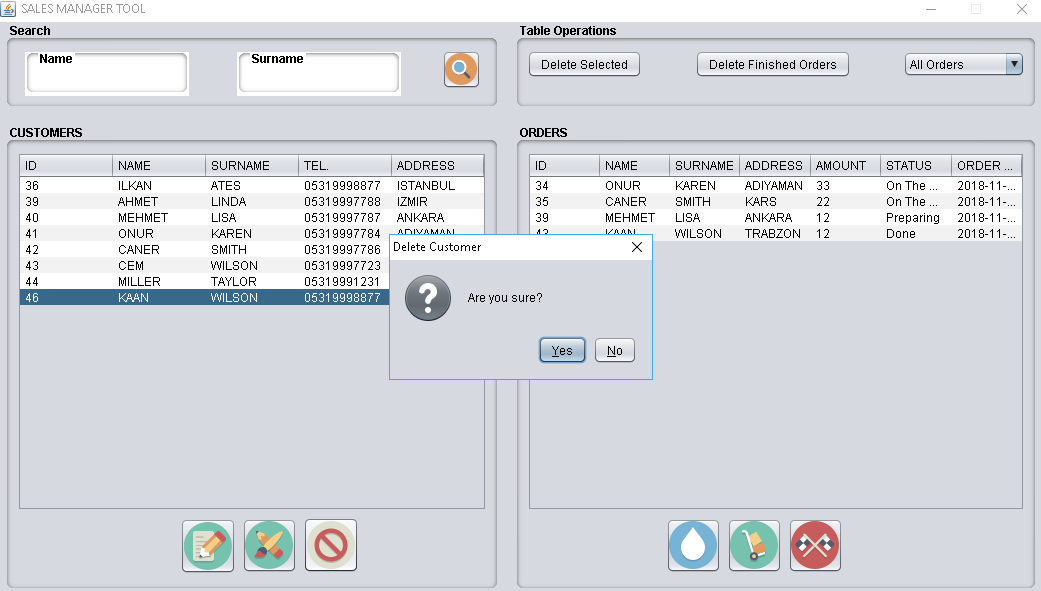 SALES MANAGER TOOL
Search
Name
Surname
Table Operations
Delete Selected
Delete Finished Orders
All Orders
CUSTOMERS
ID NAME SURNAME TEL. ADDRESS
36 ILKAN ATES 05319998877 ISTANBUL
39 AHMET LINDA 05319997788 IZMIR
40 MEHMET LISA 05319997787 ANKARA
41 ONUR KAREN 05319997784 ADIYAMAN
42 CANER SMITH 05319997786
43 CEM WILSON 05319997723
44 MILLER TAYLOR 05319991231
46 KAAN WILSON 05319998877
ORDERS
ID NAME SURNAME ADDRESS AMOUNT STATUS ORDER ...
34 ONUR KAREN ADIYAMAN 33 On The ... 2018-11-...
35 CANER SMITH KARS 22 On The ... 2018-11-...
39 MEHMET LISA ANKARA 12 Preparing 2018-11-...
43 KAAN WILSON TRABZON 12 Done 2018-11-...
Delete Customer
Are you sure?
Yes
No